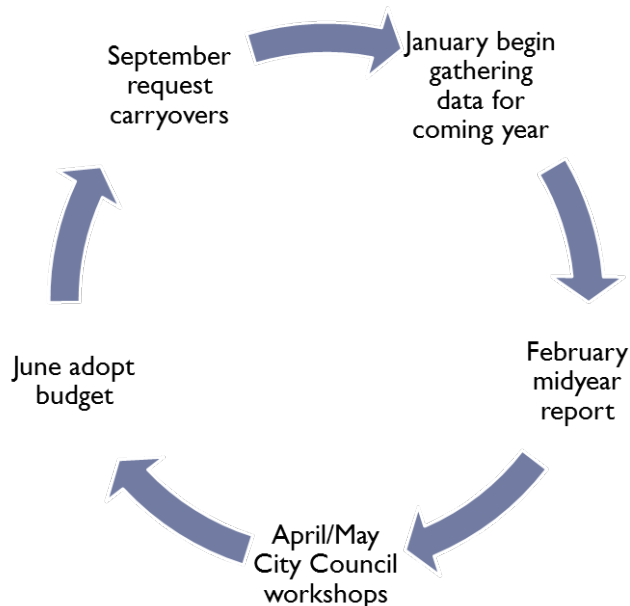 January begin
gathering
data for
coming year
February
midyear
report
April/May
City Council
workshops
June adopt
budget
September
request
carryovers